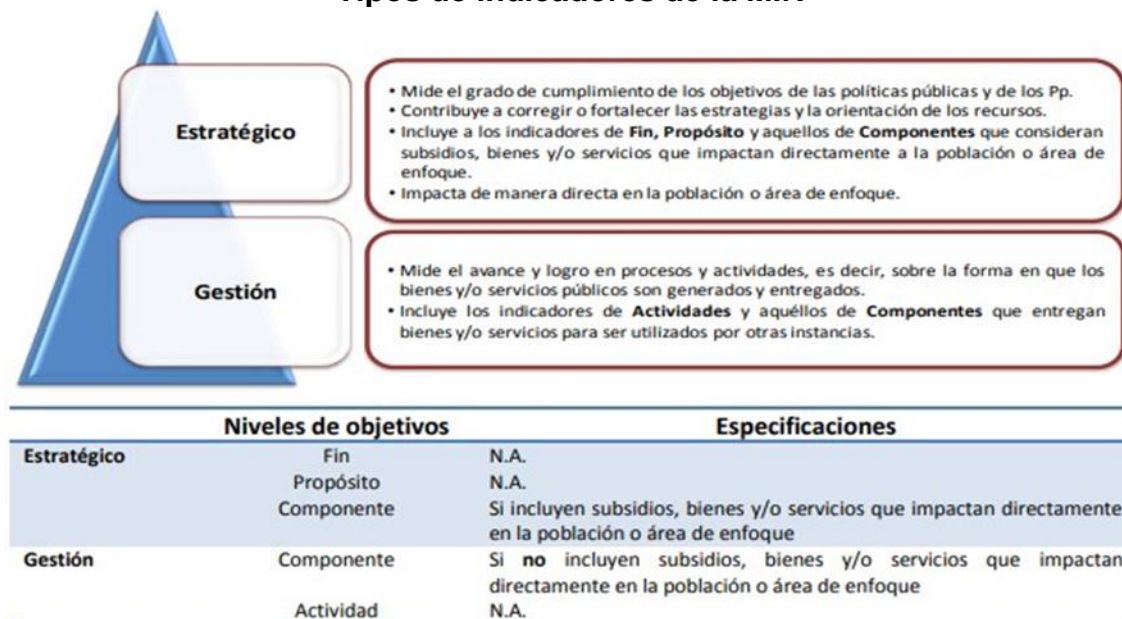 Estratégico
• Mide el grado de cumplimiento de los objetivos de las políticas públicas y de los Pp.
• Contribuye a corregir o fortalecer las estrategias y la orientación de los recursos.
• Incluye a los indicadores de Fin, Propósito y aquellos de Componentes que consideran
subsidios, bienes y/o servicios que impactan directamente a la población o área de
enfoque.
• Impacta de manera directa en la población o área de enfoque.
Gestión
• Mide el avance y logro en procesos y actividades, es decir, sobre la forma en que los
bienes y/o servicios públicos son generados y entregados.
• Incluye los indicadores de Actividades y aquéllos de Componentes que entregan
bienes y/o servicios para ser utilizados por otras instancias.
Niveles de objetivos Especificaciones
Estratégico Fin N.A.
Propósito N.A.
Componente Si incluyen subsidios, bienes y/o servicios que impactan directamente
en la población o área de enfoque
Gestión Componente Si no incluyen subsidios, bienes y/o servicios que impactan
directamente en la población o área de enfoque
Actividad N.A.